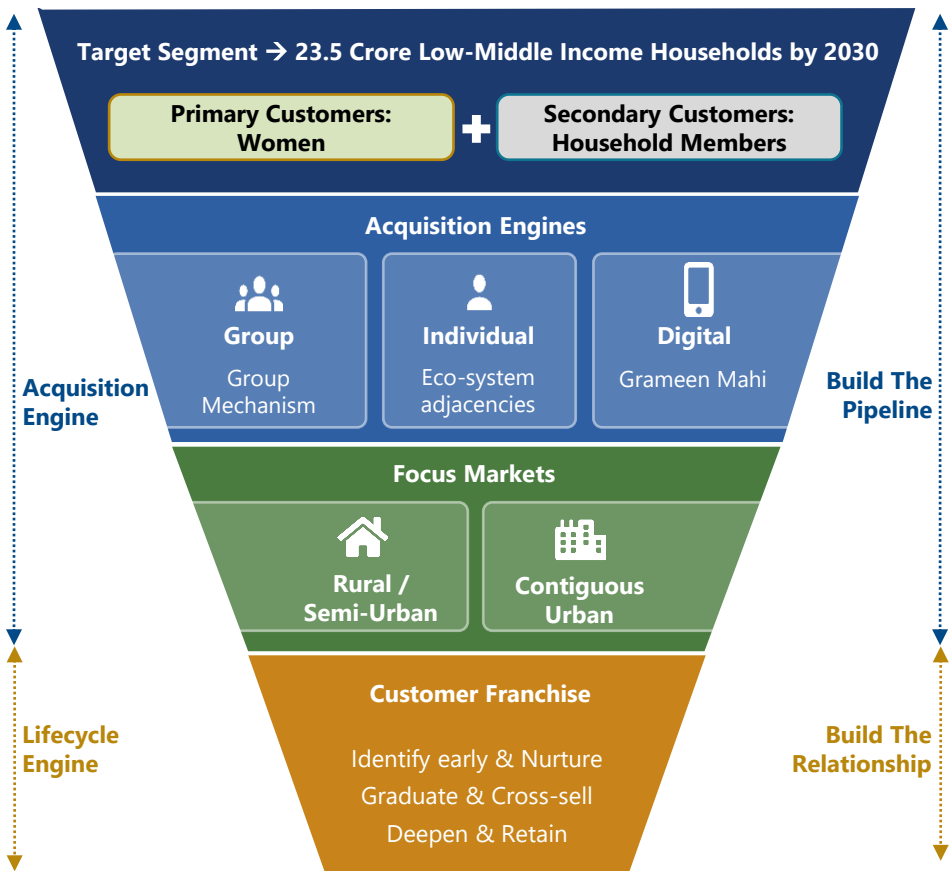 Target Segment → 23.5 Crore Low-Middle Income Households by 2030
Primary Customers:
Women
Secondary Customers:
Household Members
Acquisition Engines
Group
Group
Mechanism
Individual
Eco-system
adjacencies
Digital
Grameen Mahi
Acquisition
Engine
Build The
Pipeline
Focus Markets
Rural /
Semi-Urban
Contiguous
Urban
Customer Franchise
Identify early & Nurture
Graduate & Cross-sell
Deepen & Retain
Lifecycle
Engine
Build The
Relationship